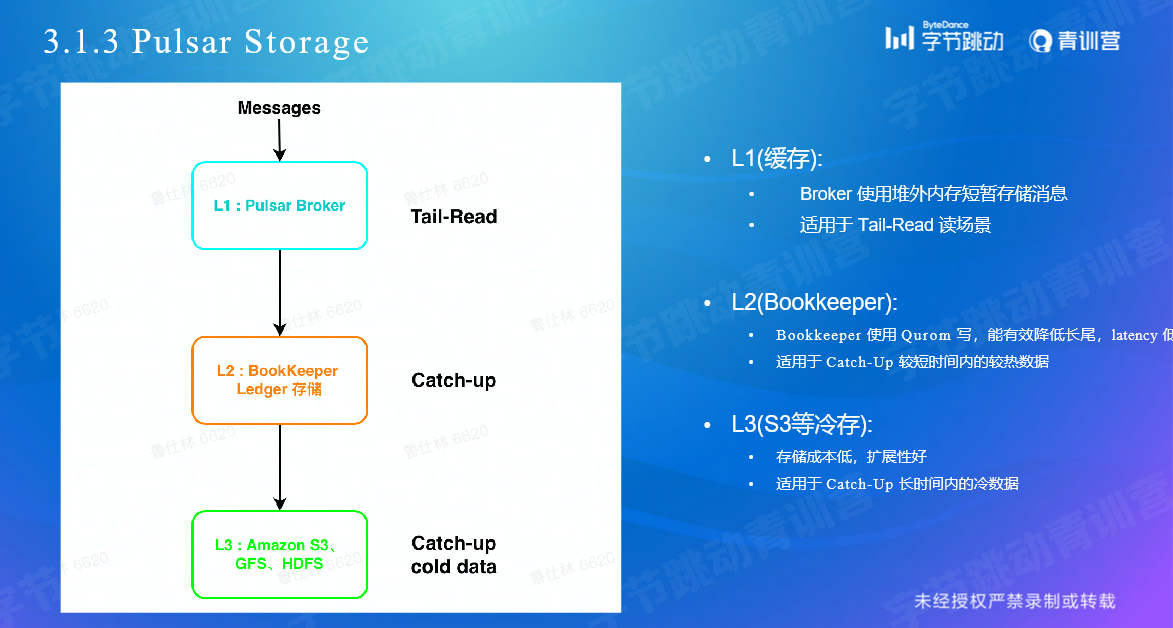 3.1.3 Pulsar Storage
ByteDance
字节跳动
青训营
Messages
L1 : Pulsar Broker
Tail-Read
L2 : BookKeeper
Ledger 存储
Catch-up
L3 : Amazon S3、
GFS、HDFS
Catch-up
cold data
• L1(缓存):
• Broker 使用堆外内存短暂存储消息
• 适用于 Tail-Read 读场景
• L2(Bookkeeper):
• Bookkeeper 使用 Qurom 写，能有效降低长尾，latency 低
• 适用于 Catch-Up 较短时间内的较热数据
• L3(S3等冷存):
• 存储成本低，扩展性好
• 适用于 Catch-Up 长时间内的冷数据
鲁仕林 6620
字节跳动青训营
未经授权严禁录制或转载